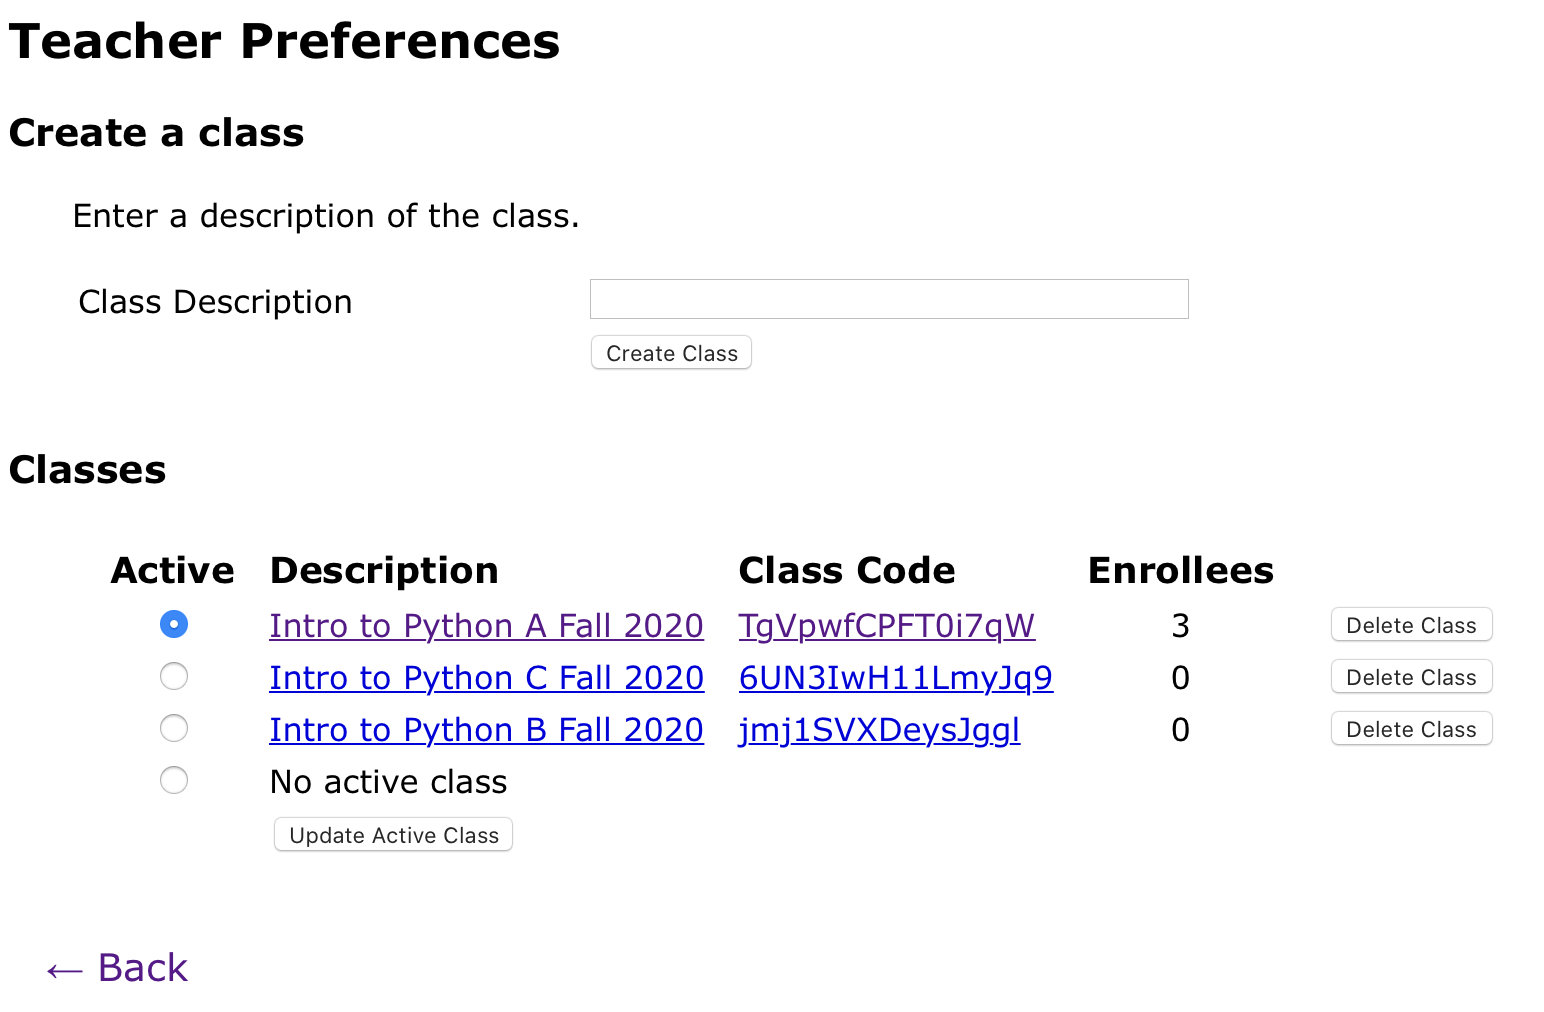 Teacher Preferences
Create a class
Enter a description of the class.
Class Description
Create Class
Classes
Active Description Class Code Enrollees
Intro to Python A Fall 2020 TgVpwfCPFT0i7qW 3 Delete Class
Intro to Python C Fall 2020 6UN3IwH11LmyJq9 0 Delete Class
Intro to Python B Fall 2020 jmj1SVXDeysJggl 0 Delete Class
No active class
Update Active Class
← Back